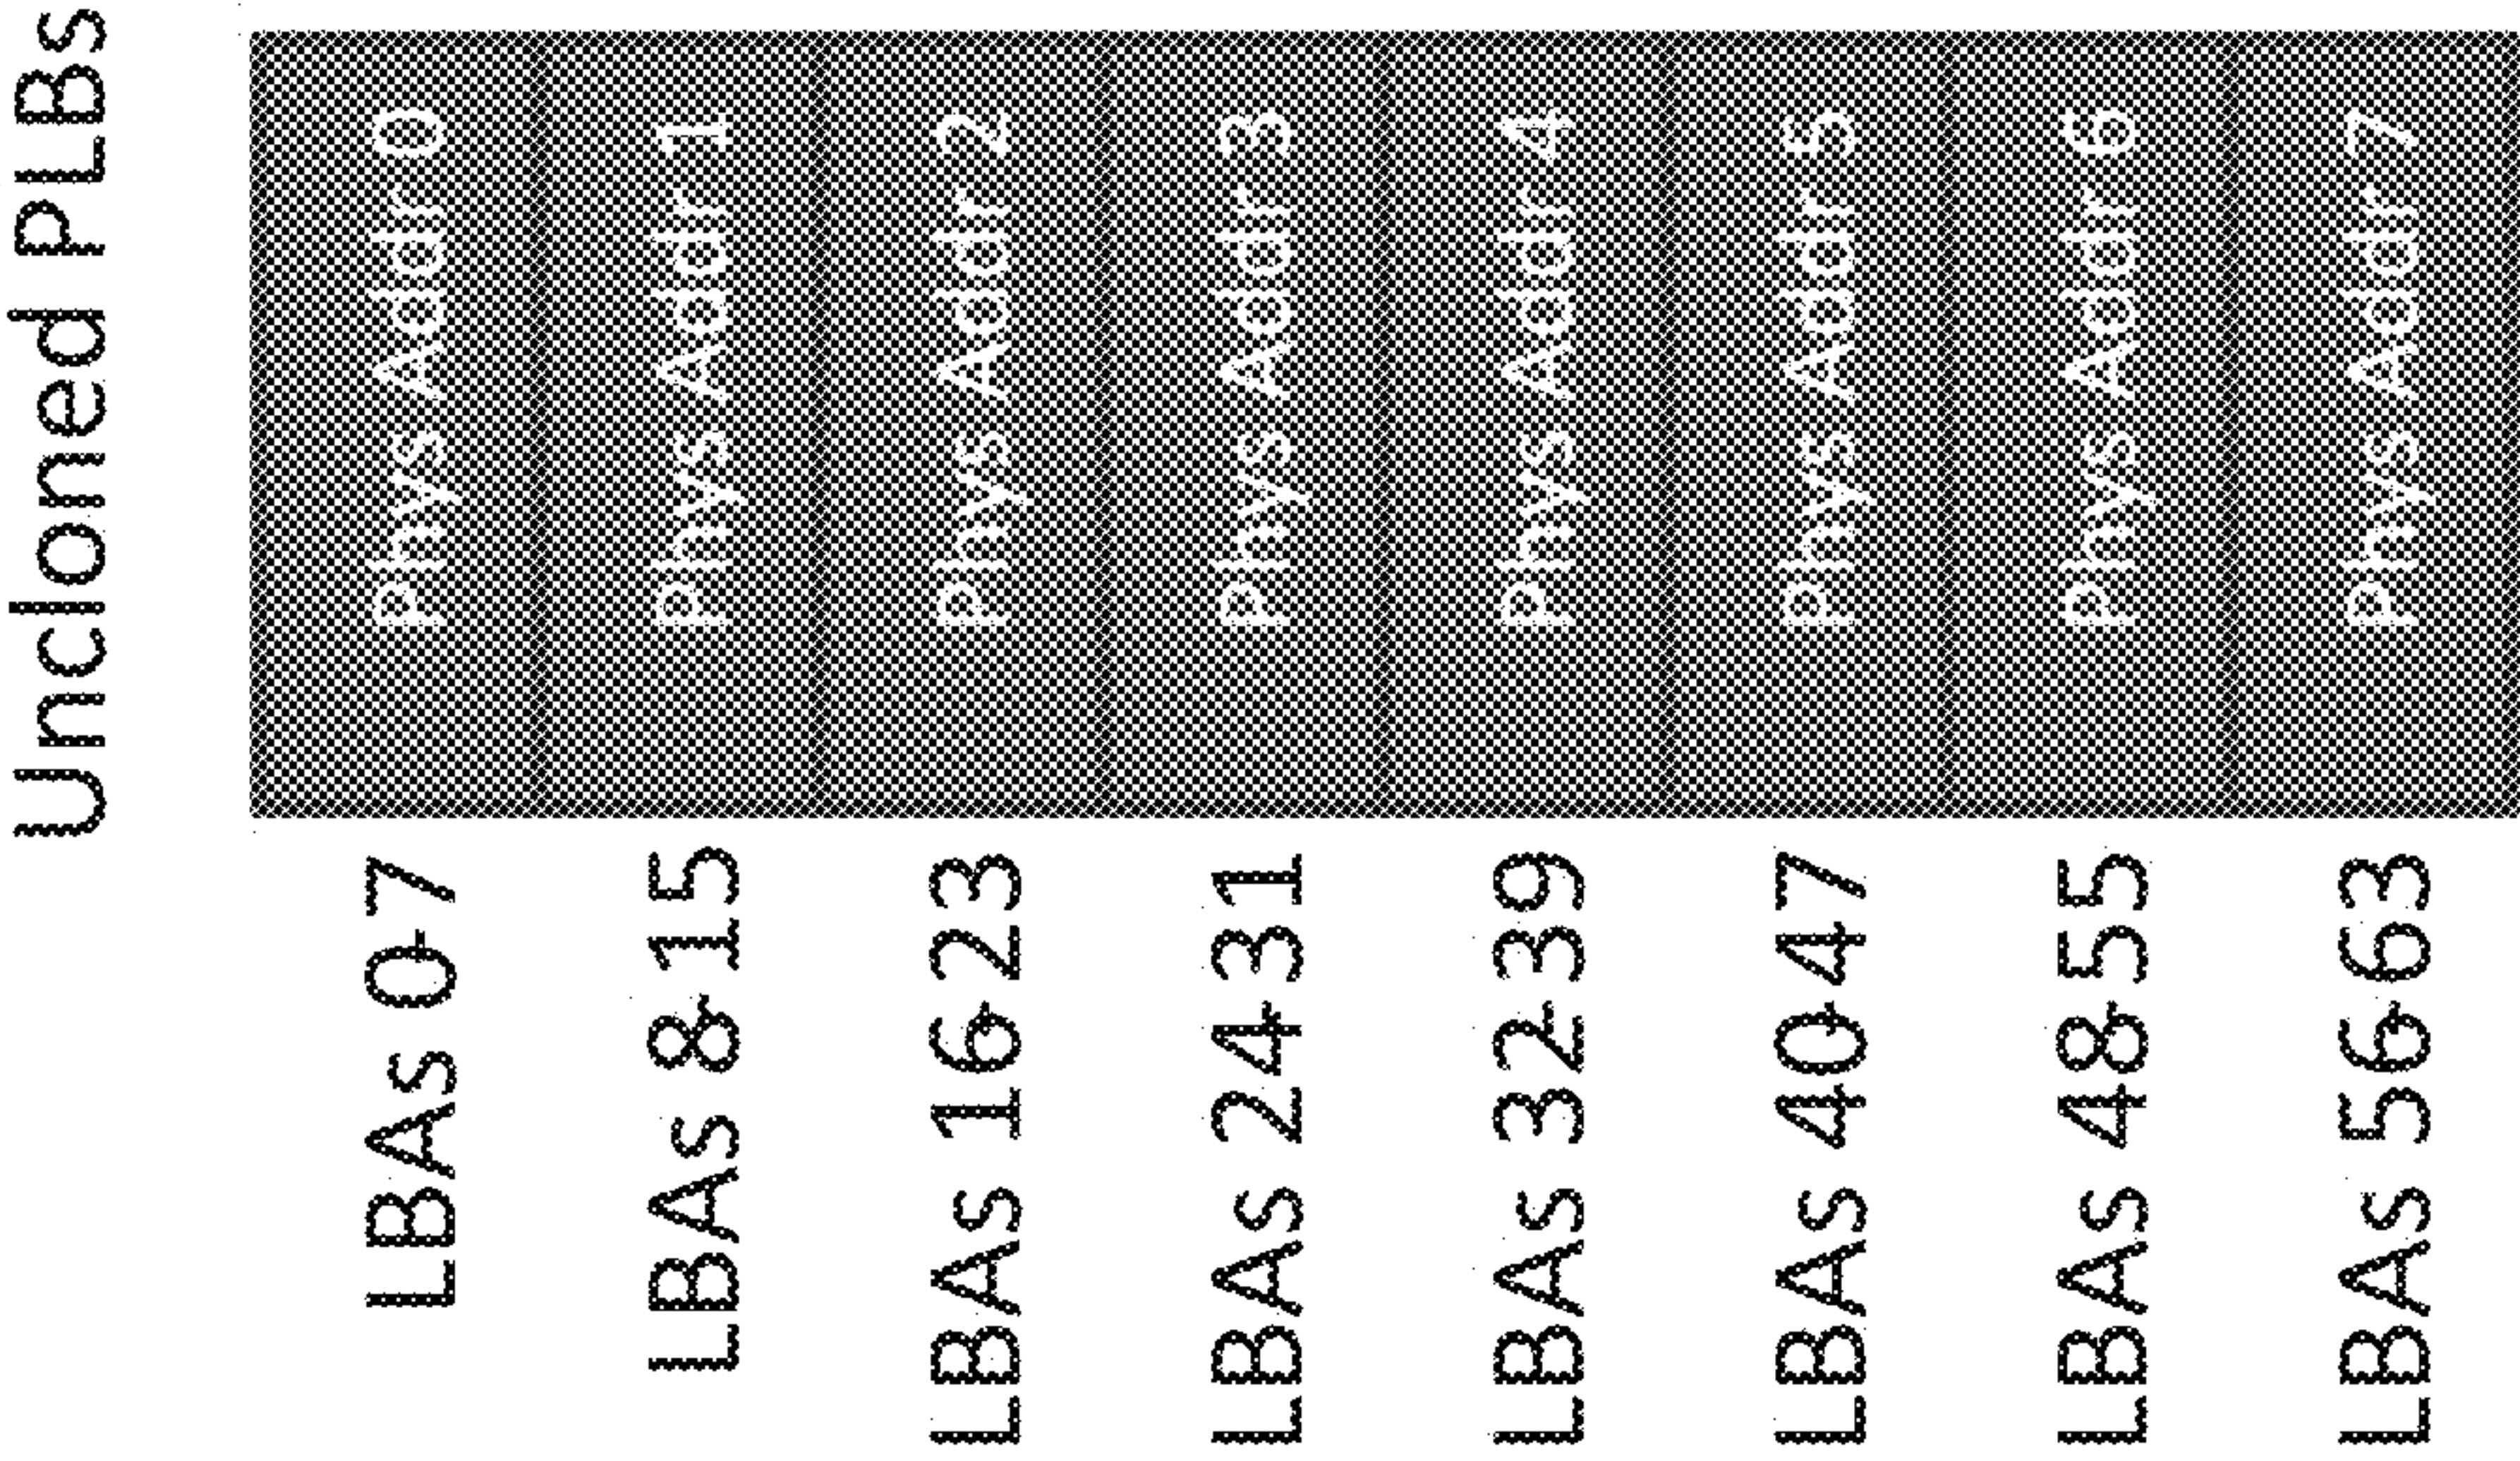 Uncloned PLBs
LBAs 0-7 Phys Addr 0
LBAs 8-15 Phys Addr 1
LBAs 16-23 Phys Addr 2
LBAs 24-31 Phys Addr 3
LBAs 32-39 Phys Addr 4
LBAs 40-47 Phys Addr 5
LBAs 48-55 Phys Addr 6
LBAs 56-63 Phys Addr 7